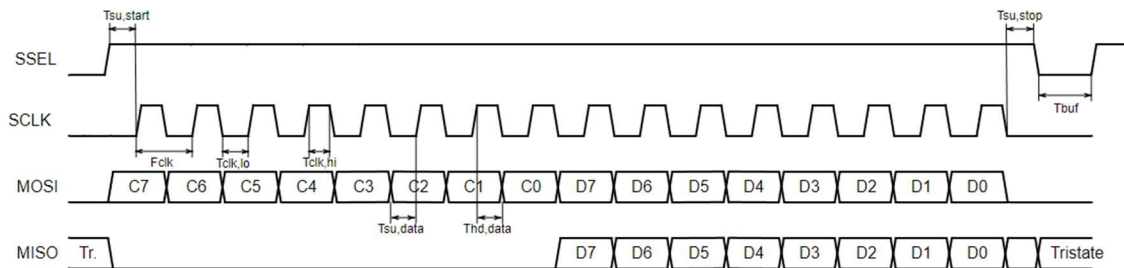 Tsu,start Tsu,stop
SSEL
Tbuf
SCLK
Fclk Tclk,lo Tclk,hi
MOSI C7 C6 C5 C4 C3 C2 C1 C0 D7 D6 D5 D4 D3 D2 D1 D0
Tsu,data Thd,data
MISO Tr. D7 D6 D5 D4 D3 D2 D1 D0 Tristate